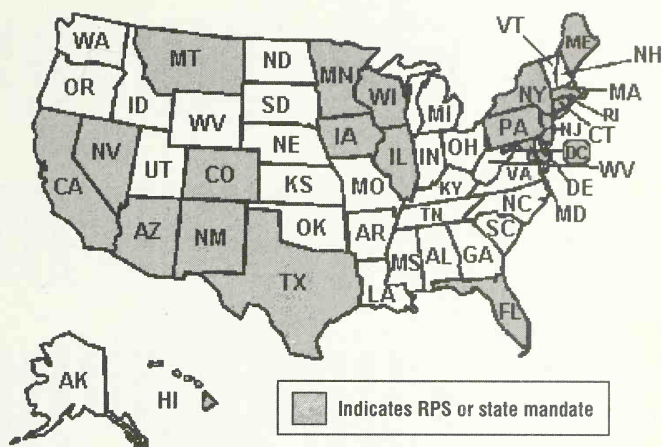 WA
MT
ND
MN
VT
ME
NH
OR
ID
WV
SD
WI
MI
NY
MA
RI
CT
NV
UT
CO
NE
IA
IL
IN
OH
PA
NJ
DC
WV
DE
MD
CA
KS
MO
KY
VA
AZ
NM
OK
AR
TN
NC
SC
TX
LA
MS
AL
GA
FL
AK
HI
Indicates RPS or state mandate